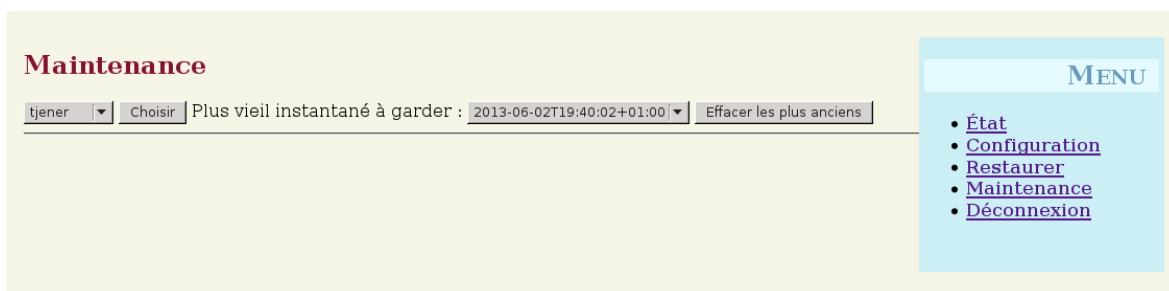 Maintenance
tjener Choisir Plus vieil instantané à garder : 2013-06-02T19:40:02+01:00 Effacer les plus anciens
MENU
État
Configuration
Restaurer
Maintenance
Déconnexion